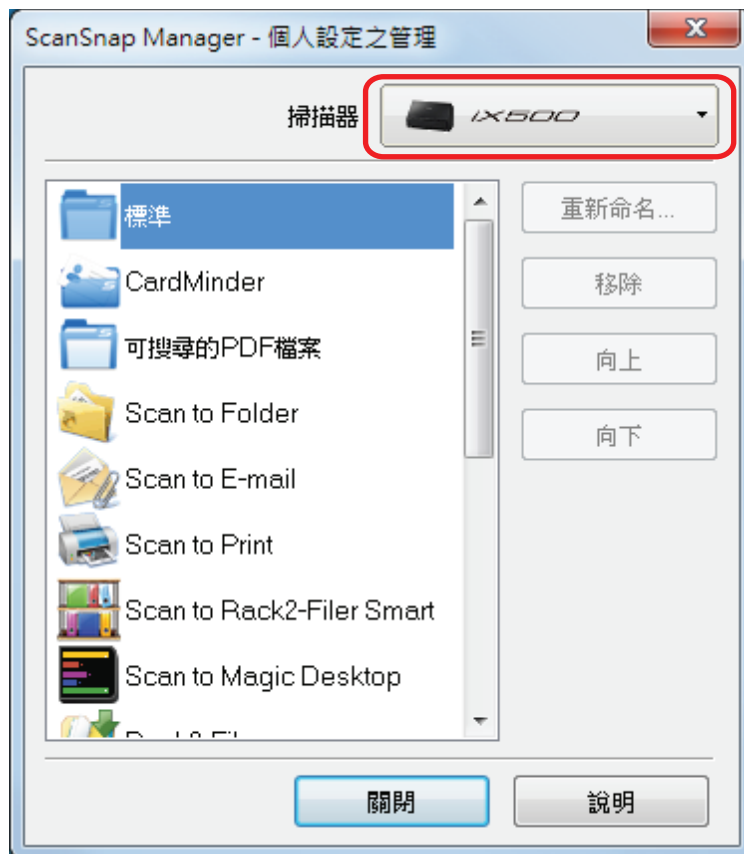 ScanSnap Manager - 個人設定之管理
掃描器
iX500
標準
CardMinder
可搜尋的PDF檔案
Scan to Folder
Scan to E-mail
Scan to Print
Scan to Rack2-Filer Smart
Scan to Magic Desktop
重新命名...
移除
向上
向下
關閉
說明